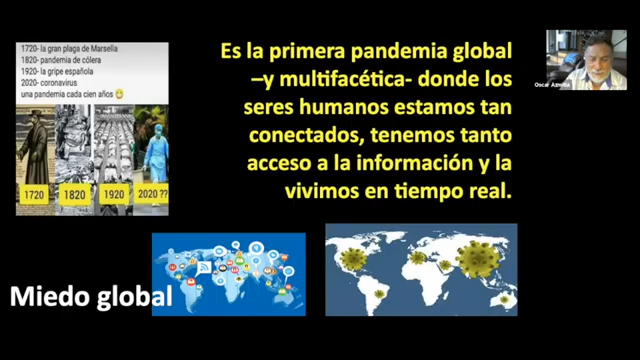 1720- la gran plaga de Marsella
1820- pandemia de cólera
1920- la gripe española
2020- coronavirus
una pandemia cada cien años
1720
1820
1920
2020 ??
Es la primera pandemia global
–y multifacética- donde los
seres humanos estamos tan
conectados, tenemos tanto
acceso a la información y la
vivimos en tiempo real.
Miedo global
Oscar